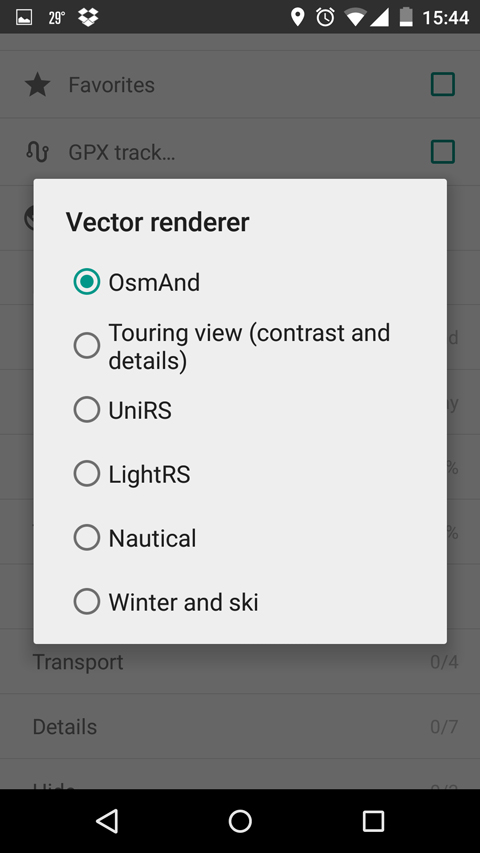 29°
15:44
Favorites
GPX track…
Vector renderer
OsmAnd
Touring view (contrast and
details)
UniRS
LightRS
Nautical
Winter and ski
Transport 0/4
Details 0/7